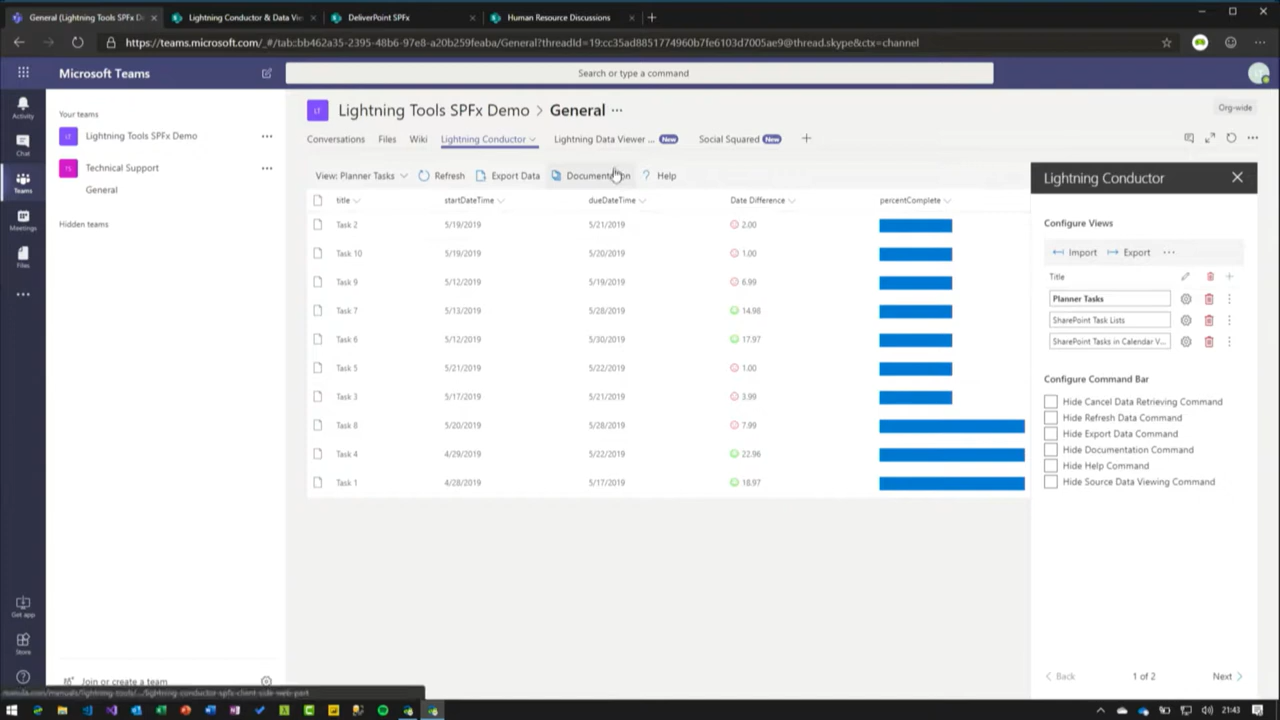 General (Lightning Tools SPFx D
Lightning Conductor & Data Vie
DeliverPoint SPFx
Human Resource Discussions
https://teams.microsoft.com/_#/tab:bb462a35-2395-48b6-97e8-a20b259feaba/General?threadId=19:cc35ad8851774960b7fe6103d7005ae9@thread.skype&ctx=channel
Microsoft Teams
Search or type a command
Activity
Chat
Teams
Meetings
Files
Get app
Store
Your teams
LT Lightning Tools SPFx Demo
TS Technical Support
General
Hidden teams
Join or create a team
LT Lightning Tools SPFx Demo > General ...
Org-wide
Conversations Files Wiki Lightning Conductor Lightning Data Viewer ... New Social Squared New
View: Planner Tasks Refresh Export Data Documentation Help
title startDateTime dueDateTime Date Difference percentComplete
Task 2 5/19/2019 5/21/2019 2.00
Task 10 5/19/2019 5/20/2019 1.00
Task 9 5/12/2019 5/19/2019 6.99
Task 7 5/13/2019 5/28/2019 14.98
Task 6 5/12/2019 5/30/2019 17.97
Task 5 5/21/2019 5/22/2019 1.00
Task 3 5/17/2019 5/21/2019 3.99
Task 8 5/20/2019 5/28/2019 7.99
Task 4 4/29/2019 5/22/2019 22.96
Task 1 4/28/2019 5/17/2019 18.97
Lightning Conductor
Configure Views
Import Export ...
Title
Planner Tasks
SharePoint Task Lists
SharePoint Tasks in Calendar V...
Configure Command Bar
Hide Cancel Data Retrieving Command
Hide Refresh Data Command
Hide Export Data Command
Hide Documentation Command
Hide Help Command
Hide Source Data Viewing Command
Back 1 of 2 Next
21:43